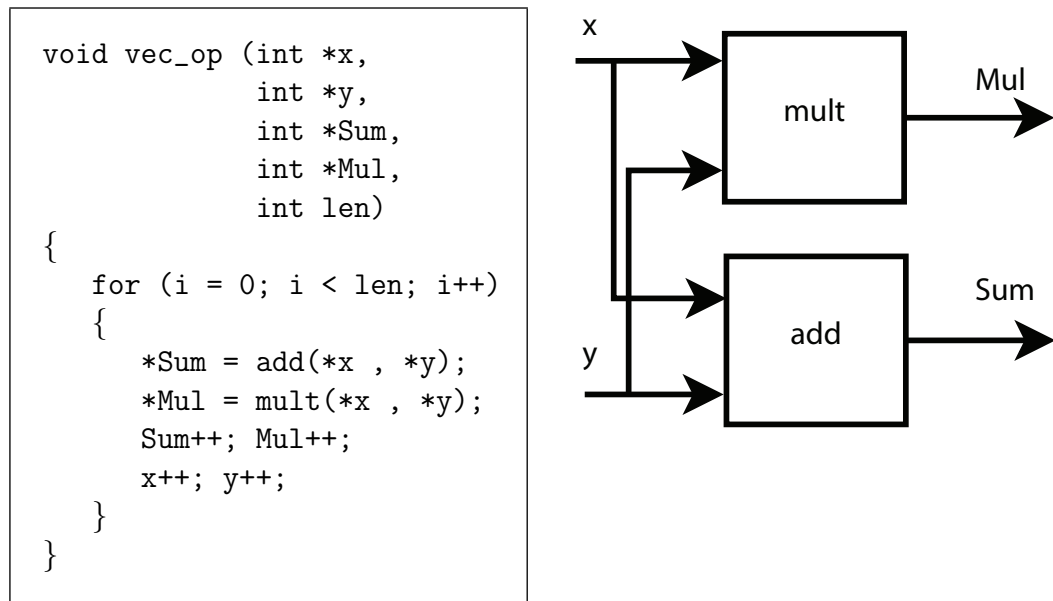 void vec_op (int *x,
int *y,
int *Sum,
int *Mul,
int len)
{
for (i = 0; i < len; i++)
{
*Sum = add(*x , *y);
*Mul = mult(*x , *y);
Sum++; Mul++;
x++; y++;
}
}
x
mult
Mul
y
add
Sum